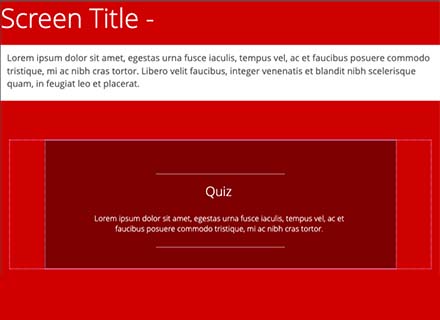 Screen Title -
Lorem ipsum dolor sit amet, egestas urna fusce iaculis, tempus vel, ac et faucibus posuere commodo
tristique, mi ac nibh cras tortor. Libero velit faucibus, integer venenatis et blandit nibh scelerisque
quam, in feugiat leo et placerat.
Quiz
Lorem ipsum dolor sit amet, egestas urna fusce iaculis, tempus vel, ac et
faucibus posuere commodo tristique, mi ac nibh cras tortor.